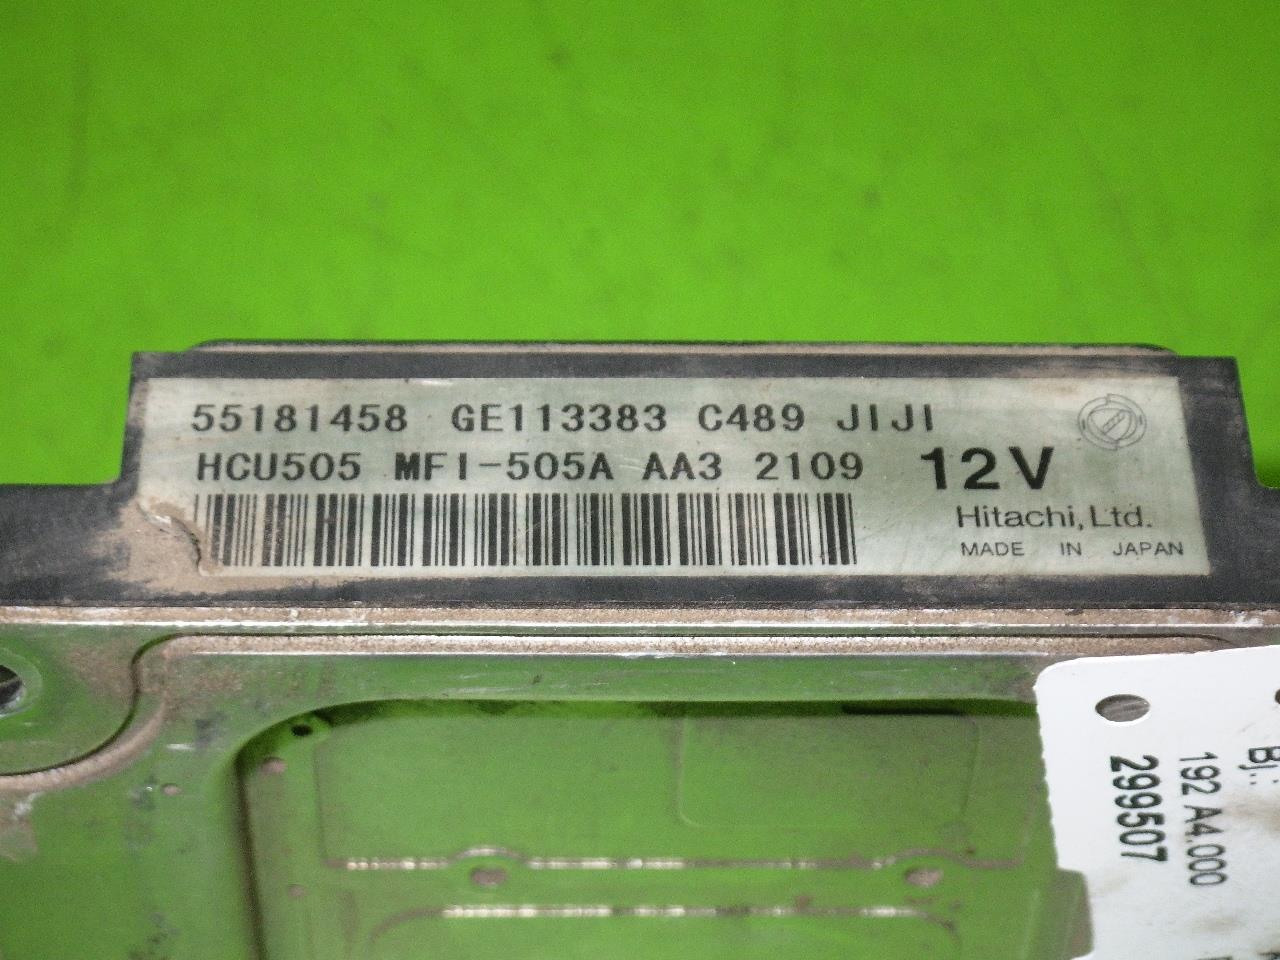 55181458 GE113383 C489 JIJI
HCU505 MFI-505A AA3 2109 12V
Hitachi, Ltd.
MADE IN JAPAN
Bj.:
192 A4.000
299507